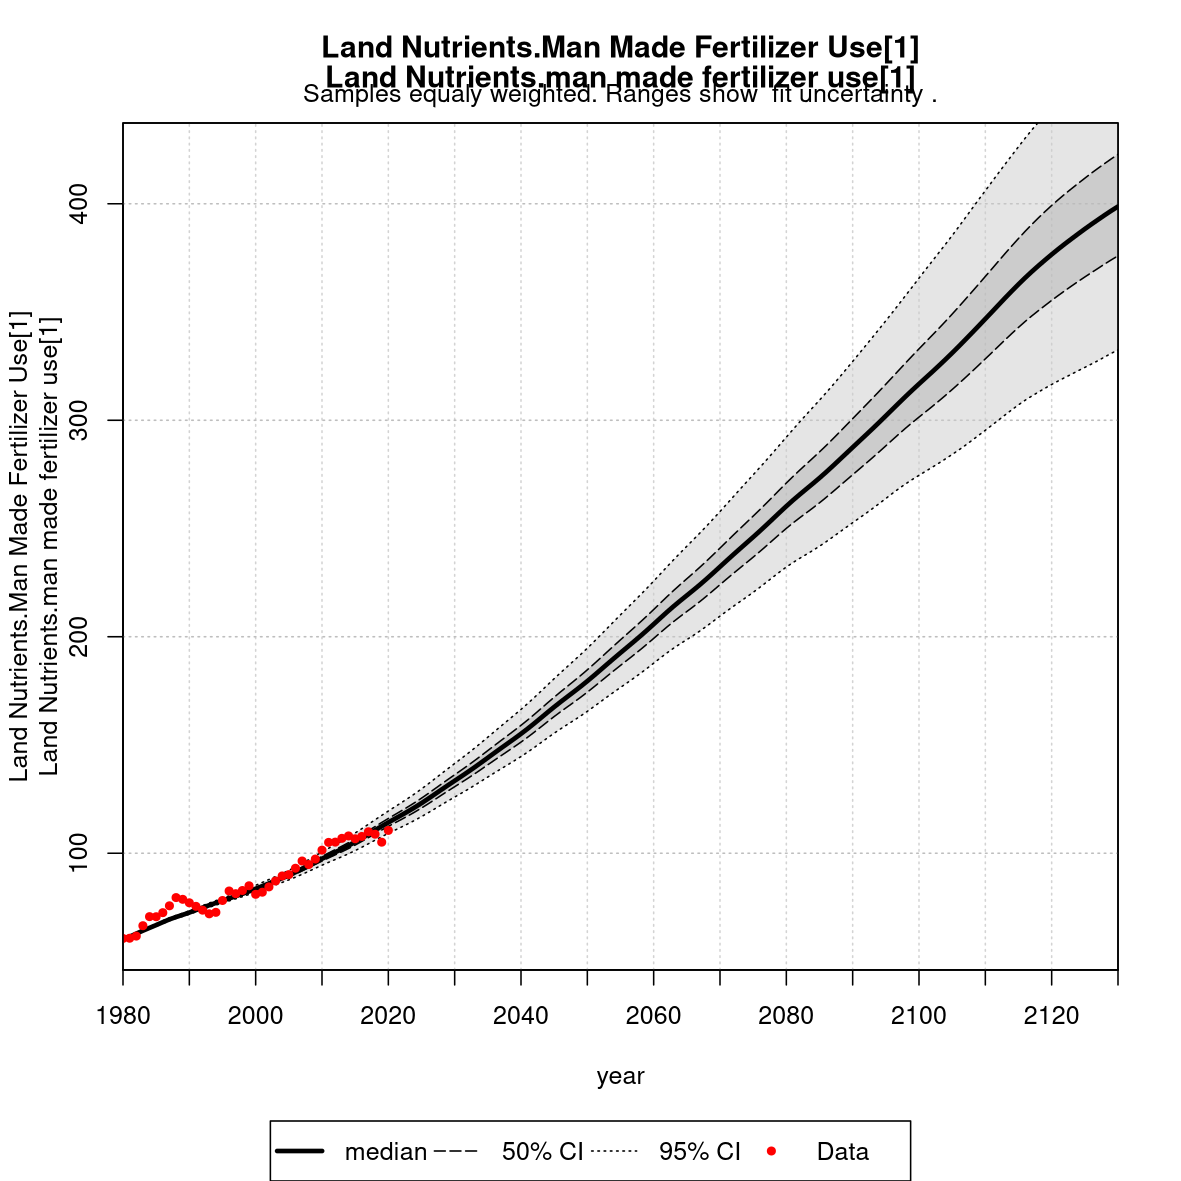 Land Nutrients.Man Made Fertilizer Use[1]
Land Nutrients.man made fertilizer use[1]
Samples equaly weighted. Ranges show  fit uncertainty .
Land Nutrients.Man Made Fertilizer Use[1]
Land Nutrients.man made fertilizer use[1]
400
300
200
100
1980 2000 2020 2040 2060 2080 2100 2120
year
median 50% CI 95% CI Data